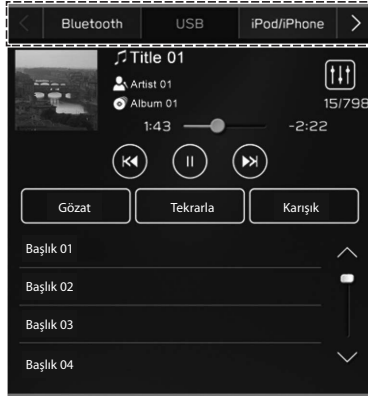 Bluetooth USB iPod/iPhone
Title 01
Artist 01
Album 01
15/798
1:43 -2:22
Gözat Tekrarla Karışık
Başlık 01
Başlık 02
Başlık 03
Başlık 04